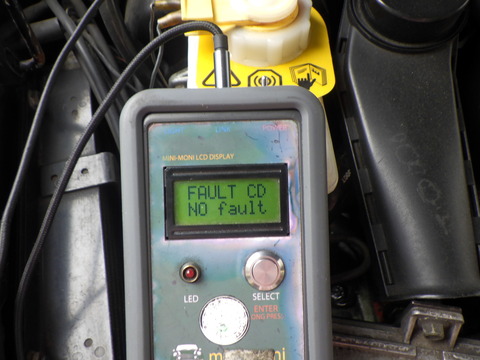 MINI-MONI LCD DISPLAY
FAULT CD
NO fault
LED
SELECT
ENTER